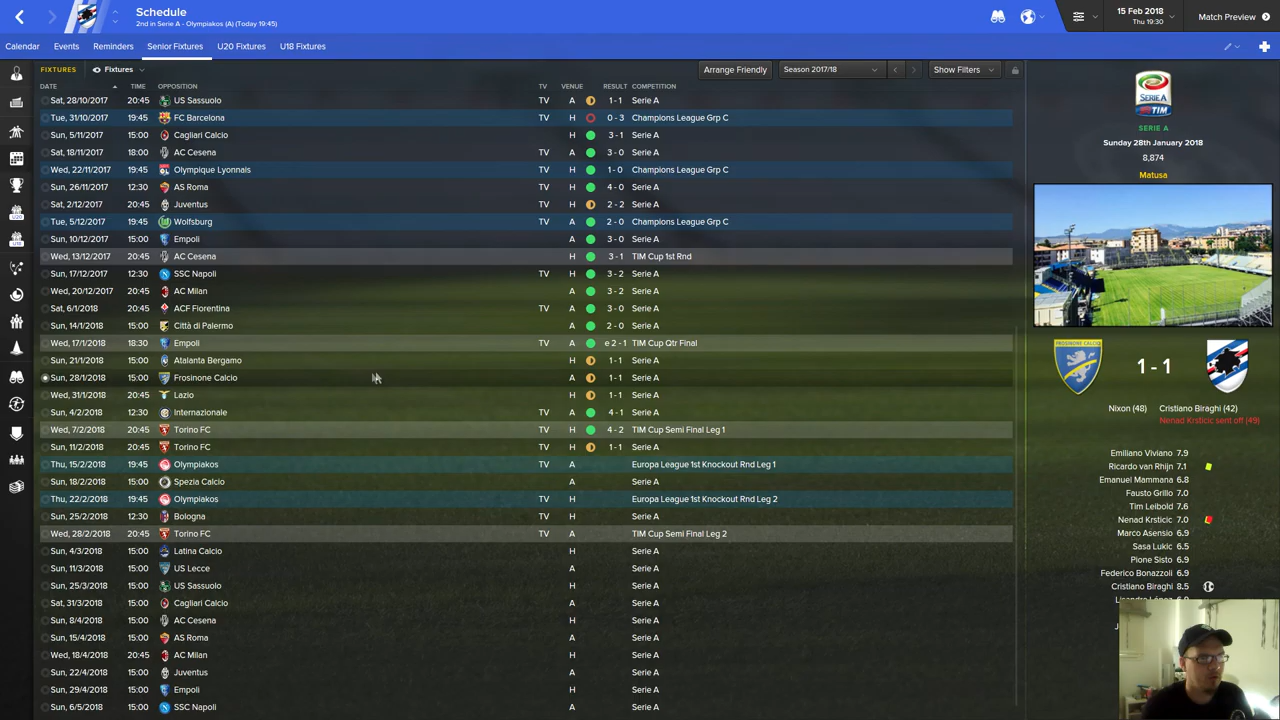 Schedule
2nd in Serie A - Olympiakos (A) (Today 19:45)
15 Feb 2018
Thu 19:30
Match Preview
Calendar Events Reminders Senior Fixtures U20 Fixtures U18 Fixtures
FIXTURES Fixtures Arrange Friendly Season 2017/18 Show Filters
DATE TIME OPPOSITION TV VENUE RESULT COMPETITION
Sat, 28/10/2017 20:45 US Sassuolo TV A 1-1 Serie A
Tue, 31/10/2017 19:45 FC Barcelona TV H 0 - 3 Champions League Grp C
Sun, 5/11/2017 15:00 Cagliari Calcio H 3 -1 Serie A
Sat, 18/11/2017 18:00 AC Cesena TV A 3 - 0 Serie A
Wed, 22/11/2017 19:45 Olympique Lyonnais TV H 1 - 0 Champions League Grp C
Sun, 26/11/2017 12:30 AS Roma TV H 4 - 0 Serie A
Sat, 2/12/2017 20:45 Juventus TV H 2 - 2 Serie A
Tue, 5/12/2017 19:45 Wolfsburg TV A 2 - 0 Champions League Grp C
Sun, 10/12/2017 15:00 Empoli A 3 - 0 Serie A
Wed, 13/12/2017 20:45 AC Cesena H 3 -1 TIM Cup 1st Rnd
Sun, 17/12/2017 12:30 SSC Napoli TV H 3 - 2 Serie A
Wed, 20/12/2017 20:45 AC Milan A 3 - 2 Serie A
Sat, 6/1/2018 20:45 ACF Fiorentina TV A 3 - 0 Serie A
Sun, 14/1/2018 15:00 Città di Palermo A 2 - 0 Serie A
Wed, 17/1/2018 18:30 Empoli TV A e 2 - 1 TIM Cup Qtr Final
Sun, 21/1/2018 15:00 Atalanta Bergamo H 1-1 Serie A
Sun, 28/1/2018 15:00 Frosinone Calcio A 1-1 Serie A
Wed, 31/1/2018 20:45 Lazio H 1-1 Serie A
Sun, 4/2/2018 12:30 Internazionale TV A 4 -1 Serie A
Wed, 7/2/2018 20:45 Torino FC TV H 4 - 2 TIM Cup Semi Final Leg 1
Sun, 11/2/2018 20:45 Torino FC TV H 1-1 Serie A
Thu, 15/2/2018 19:45 Olympiakos TV A Europa League 1st Knockout Rnd Leg 1
Sun, 18/2/2018 15:00 Spezia Calcio A Serie A
Thu, 22/2/2018 19:45 Olympiakos TV H Europa League 1st Knockout Rnd Leg 2
Sun, 25/2/2018 12:30 Bologna TV H Serie A
Wed, 28/2/2018 20:45 Torino FC TV A TIM Cup Semi Final Leg 2
Sun, 4/3/2018 15:00 Latina Calcio H Serie A
Sun, 11/3/2018 15:00 US Lecce A Serie A
Sun, 25/3/2018 15:00 US Sassuolo H Serie A
Sat, 31/3/2018 15:00 Cagliari Calcio A Serie A
Sun, 8/4/2018 15:00 AC Cesena H Serie A
Sun, 15/4/2018 15:00 AS Roma A Serie A
Wed, 18/4/2018 20:45 AC Milan H Serie A
Sun, 22/4/2018 15:00 Juventus A Serie A
Sun, 29/4/2018 15:00 Empoli H Serie A
Sun, 6/5/2018 15:00 SSC Napoli A Serie A
SERIE A
TIM
SERIE A
Sunday 28th January 2018
8,874
Matusa
FROSINONE
1 - 1
Nixon (48) Cristiano Biraghi (42)
Nenad Krsticic sent off (49)
Emiliano Viviano 7.9
Ricardo van Rhijn 7.1
Emanuel Mammana 6.8
Fausto Grillo 7.0
Tim Leibold 7.6
Nenad Krsticic 7.0
Marco Asensio 6.9
Sasa Lukic 6.5
Pione Sisto 6.9
Federico Bonazzoli 6.9
Cristiano Biraghi 8.5